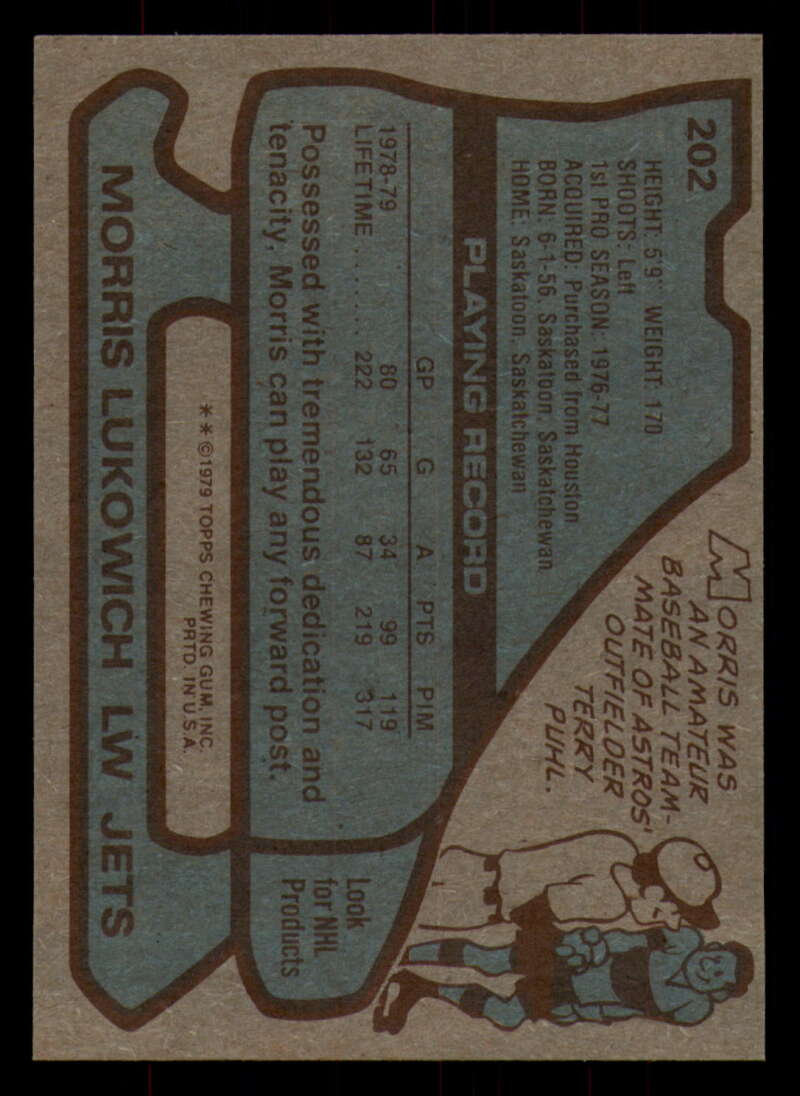 202
HEIGHT: 5'9" WEIGHT: 170
SHOOTS: Left
1st PRO SEASON: 1976-77
ACQUIRED: Purchased from Houston
BORN: 6-1-56, Saskatoon, Saskatchewan
HOME: Saskatoon, Saskatchewan
MORRIS WAS
AN AMATEUR
BASEBALL TEAM-
MATE OF ASTROS'
OUTFIELDER
TERRY
PUHL.
PLAYING RECORD
GP G A PTS PIM
1978-79 80 65 34 99 119
LIFETIME ........ 222 132 87 219 317
Possessed with tremendous dedication and
tenacity, Morris can play any forward post.
Look
for NHL
Products
**©1979 TOPPS CHEWING GUM, INC.
PRTD. IN U.S.A.
MORRIS LUKOWICH LW JETS